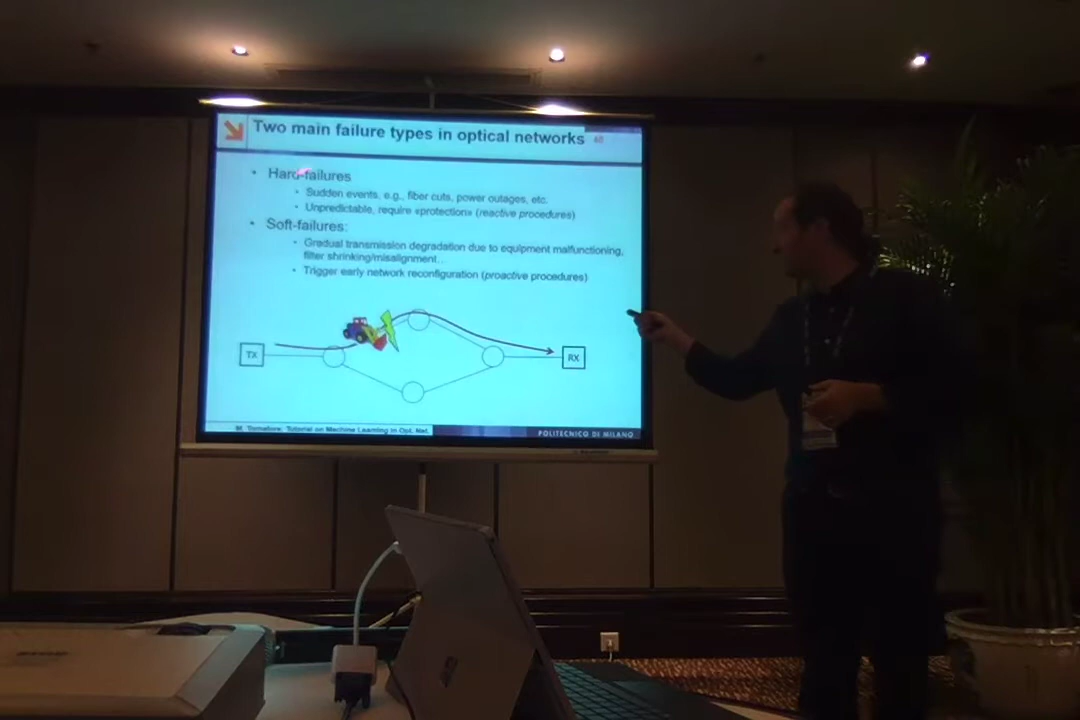 Two main failure types in optical networks
• Hard-failures
• Sudden events, e.g., fiber cuts, power outages, etc.
• Unpredictable, require «protection» (reactive procedures)
• Soft-failures:
• Gradual transmission degradation due to equipment malfunctioning,
filter shrinking/misalignment…
• Trigger early network reconfiguration (proactive procedures)
TX
RX
M. Tornatore: Tutorial on Machine Learning in Opt. Net.
POLITECNICO DI MILANO